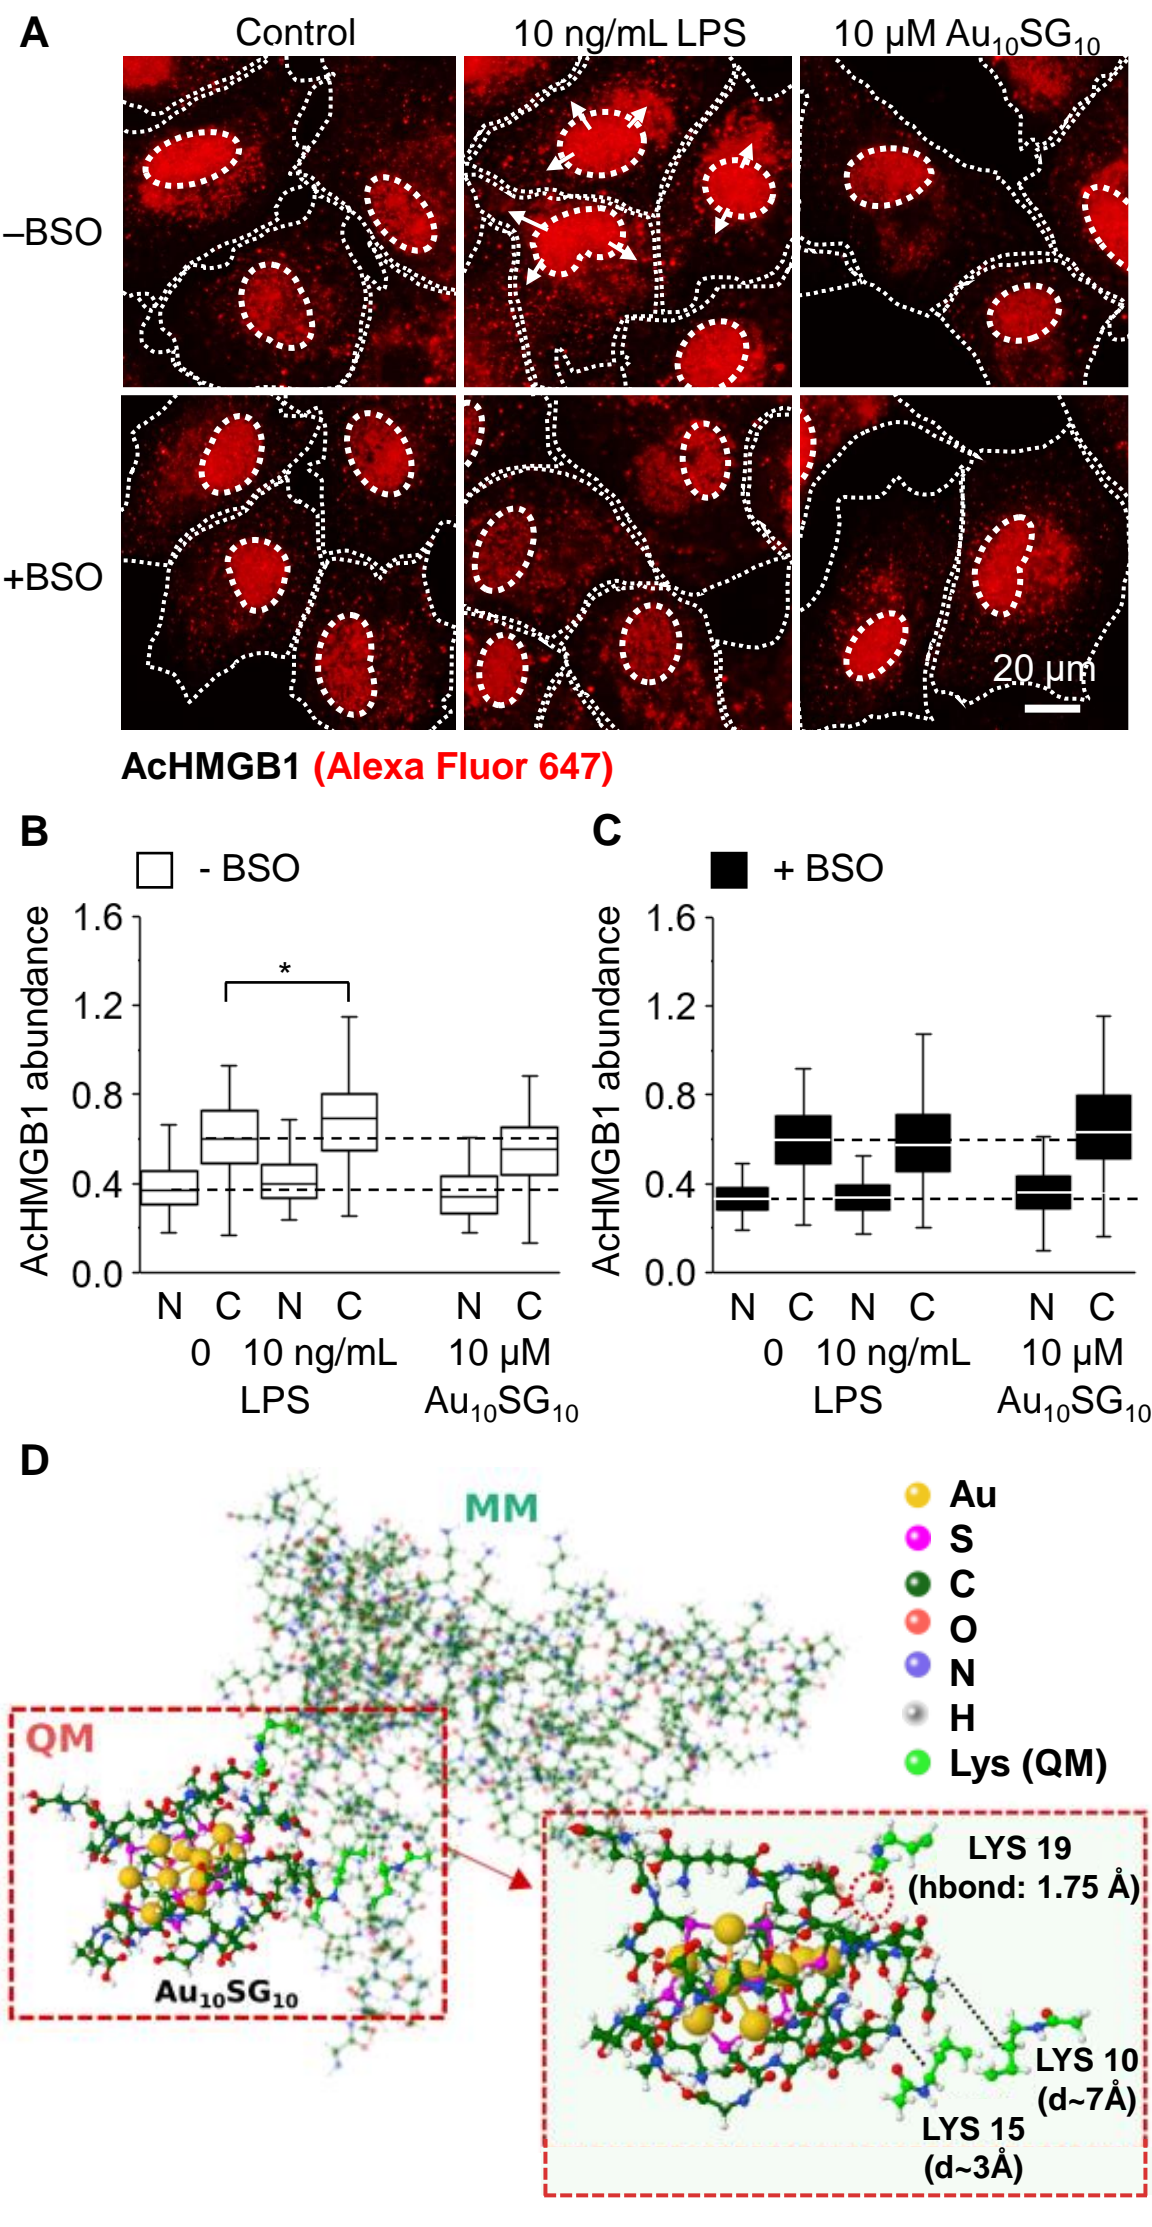 A
Control
10 ng/mL LPS
10 µM Au₁₀SG₁₀
–BSO
+BSO
20 µm
AcHMGB1 (Alexa Fluor 647)
B
- BSO
AcHMGB1 abundance
1.6
1.2
0.8
0.4
0.0
*
N C N C N C
0 10 ng/mL 10 µM
LPS Au₁₀SG₁₀
C
+ BSO
AcHMGB1 abundance
1.6
1.2
0.8
0.4
0.0
N C N C N C
0 10 ng/mL 10 µM
LPS Au₁₀SG₁₀
D
MM
QM
Au₁₀SG₁₀
Au
S
C
O
N
H
Lys (QM)
LYS 19
(hbond: 1.75 Å)
LYS 10
(d~7Å)
LYS 15
(d~3Å)